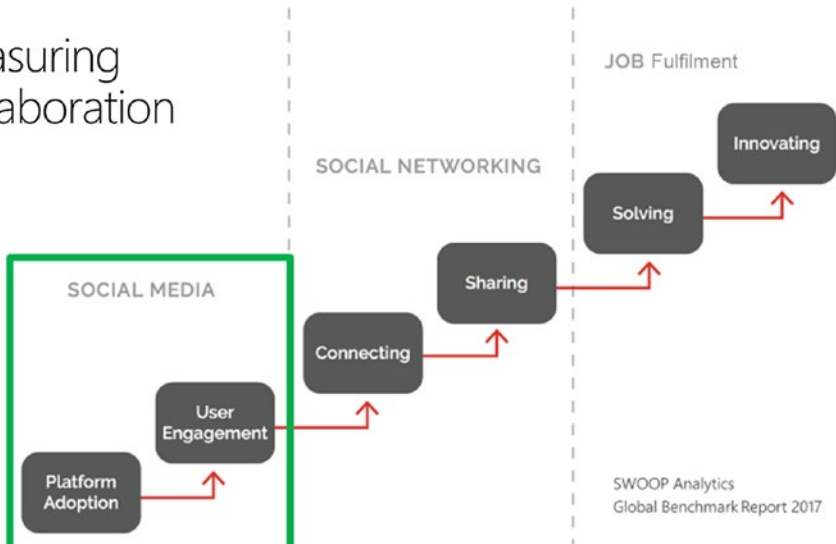 asuring
laboration
JOB Fulfilment
Innovating
SOCIAL NETWORKING
Solving
Sharing
SOCIAL MEDIA
Connecting
User
Engagement
Platform
Adoption
SWOOP Analytics
Global Benchmark Report 2017